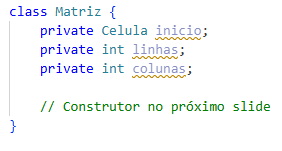 class Matriz {
    private Celula inicio;
    private int linhas;
    private int colunas;

    // Construtor no próximo slide
}